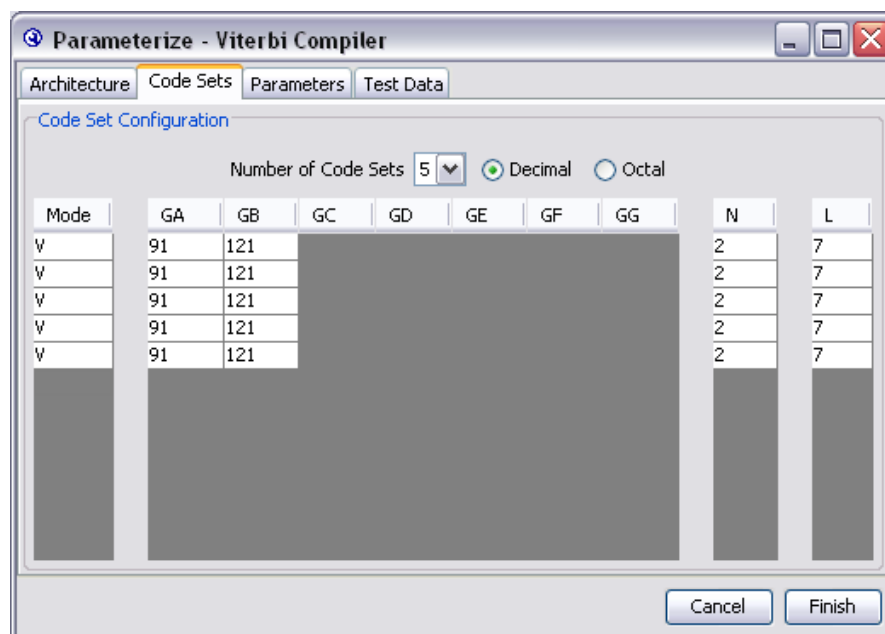 Parameterize - Viterbi Compiler
Architecture Code Sets Parameters Test Data
Code Set Configuration
Number of Code Sets 5 Decimal Octal
Mode GA GB GC GD GE GF GG N L
V 91 121 2 7
V 91 121 2 7
V 91 121 2 7
V 91 121 2 7
V 91 121 2 7
Cancel Finish